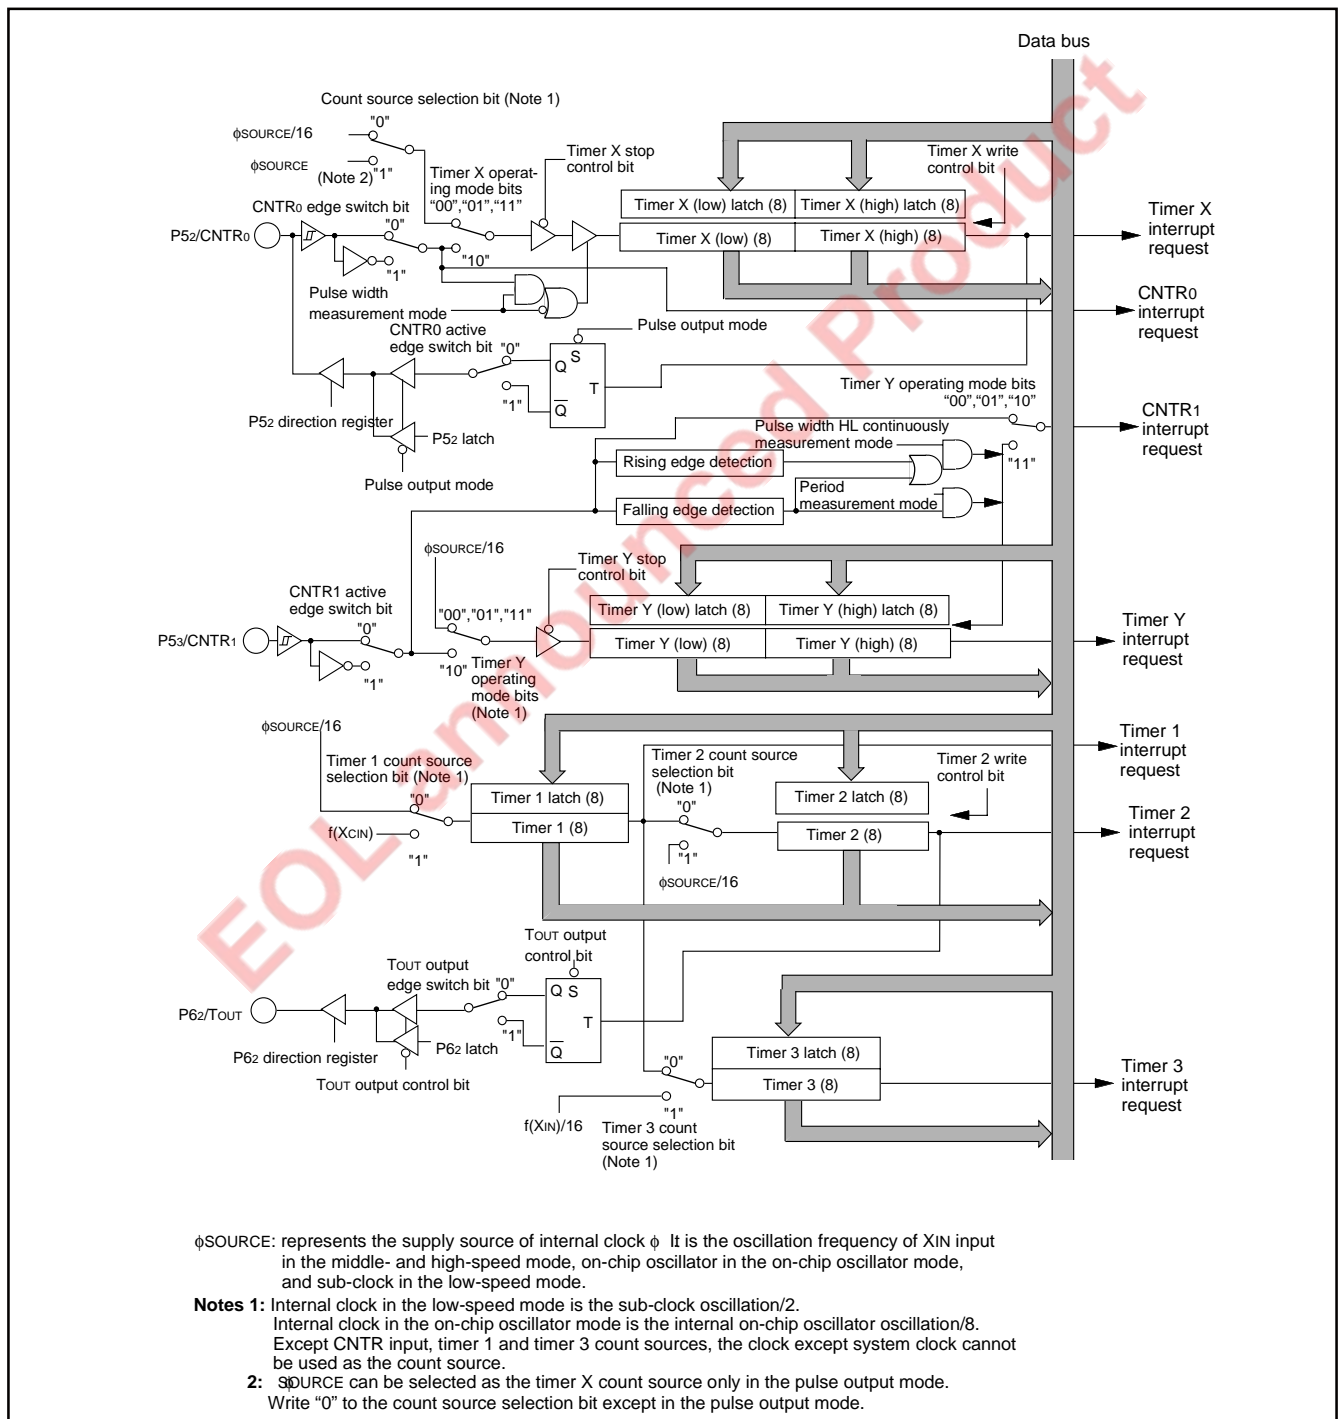 Data bus
Count source selection bit (Note 1)
"0"
φSOURCE/16
φSOURCE
(Note 2) "1"
Timer X operat-
ing mode bits
“00”,“01”,“11”
Timer X stop
control bit
Timer X write
control bit
Timer X (low) latch (8)
Timer X (high) latch (8)
Timer X (low) (8)
Timer X (high) (8)
Timer X
interrupt
request
CNTR0 edge switch bit
"0"
P52/CNTR0
"1"
"10"
Pulse width
measurement mode
CNTR0
interrupt
request
CNTR0 active
edge switch bit
"0"
Pulse output mode
Q
S
T
Q
"1"
P52 direction register
P52 latch
Pulse output mode
Timer Y operating mode bits
“00”,“01”,“10”
CNTR1
interrupt
request
Pulse width HL continuously
measurement mode
"11"
Rising edge detection
Period
measurement mode
Falling edge detection
φSOURCE/16
Timer Y stop
control bit
CNTR1 active
edge switch bit
"0"
"00","01","11"
P53/CNTR1
"1"
"10"
Timer Y
operating
mode bits
(Note 1)
Timer Y (low) latch (8)
Timer Y (high) latch (8)
Timer Y (low) (8)
Timer Y (high) (8)
Timer Y
interrupt
request
φSOURCE/16
Timer 1 count source
selection bit (Note 1)
"0"
f(XCIN)
"1"
Timer 1 latch (8)
Timer 1 (8)
Timer 2 count source
selection bit
(Note 1)
"0"
"1"
φSOURCE/16
Timer 2 latch (8)
Timer 2 (8)
Timer 2 write
control bit
Timer 1
interrupt
request
Timer 2
interrupt
request
TOUT output
control bit
TOUT output
edge switch bit
"0"
Q
S
T
Q
"1"
P62/TOUT
P62 direction register
P62 latch
TOUT output control bit
"0"
f(XIN)/16
"1"
Timer 3 count
source selection bit
(Note 1)
Timer 3 latch (8)
Timer 3 (8)
Timer 3
interrupt
request
EOL announced Product
φSOURCE: represents the supply source of internal clock φ It is the oscillation frequency of XIN input
in the middle- and high-speed mode, on-chip oscillator in the on-chip oscillator mode,
and sub-clock in the low-speed mode.
Notes 1: Internal clock in the low-speed mode is the sub-clock oscillation/2.
Internal clock in the on-chip oscillator mode is the internal on-chip oscillator oscillation/8.
Except CNTR input, timer 1 and timer 3 count sources, the clock except system clock cannot
be used as the count source.
2: φSOURCE can be selected as the timer X count source only in the pulse output mode.
Write “0” to the count source selection bit except in the pulse output mode.